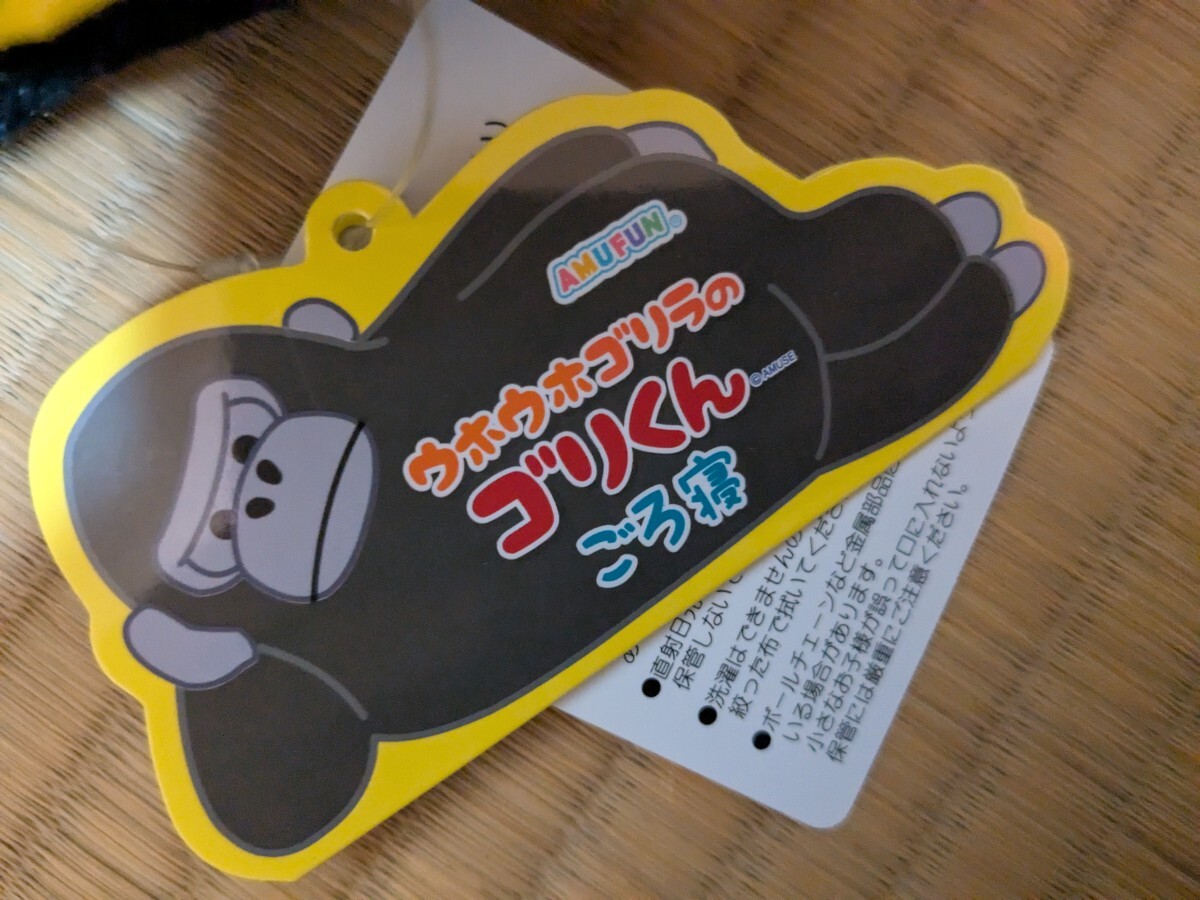 AMUFUN®
ウホウホゴリラの
ゴリくん
©AMUSE
ごろ寝
●直射日光
保管しない
●洗濯はできませんの
絞った布で拭いてくださ
●ボールチェーンなど金属部品
いる場合があります。
小さなお子様が誤って口に入れないよ
保管には厳重にご注意ください。